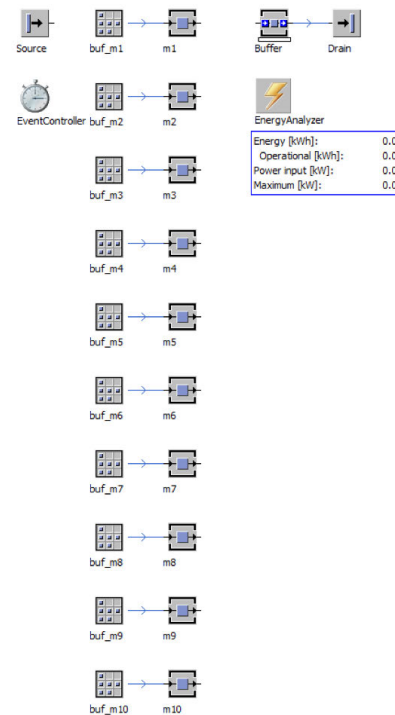 Source buf_m1 m1 Buffer Drain
EventController buf_m2 m2 EnergyAnalyzer
Energy [kWh]: 0.0
Operational [kWh]: 0.0
Power input [kW]: 0.0
Maximum [kW]: 0.0
buf_m3 m3
buf_m4 m4
buf_m5 m5
buf_m6 m6
buf_m7 m7
buf_m8 m8
buf_m9 m9
buf_m10 m10